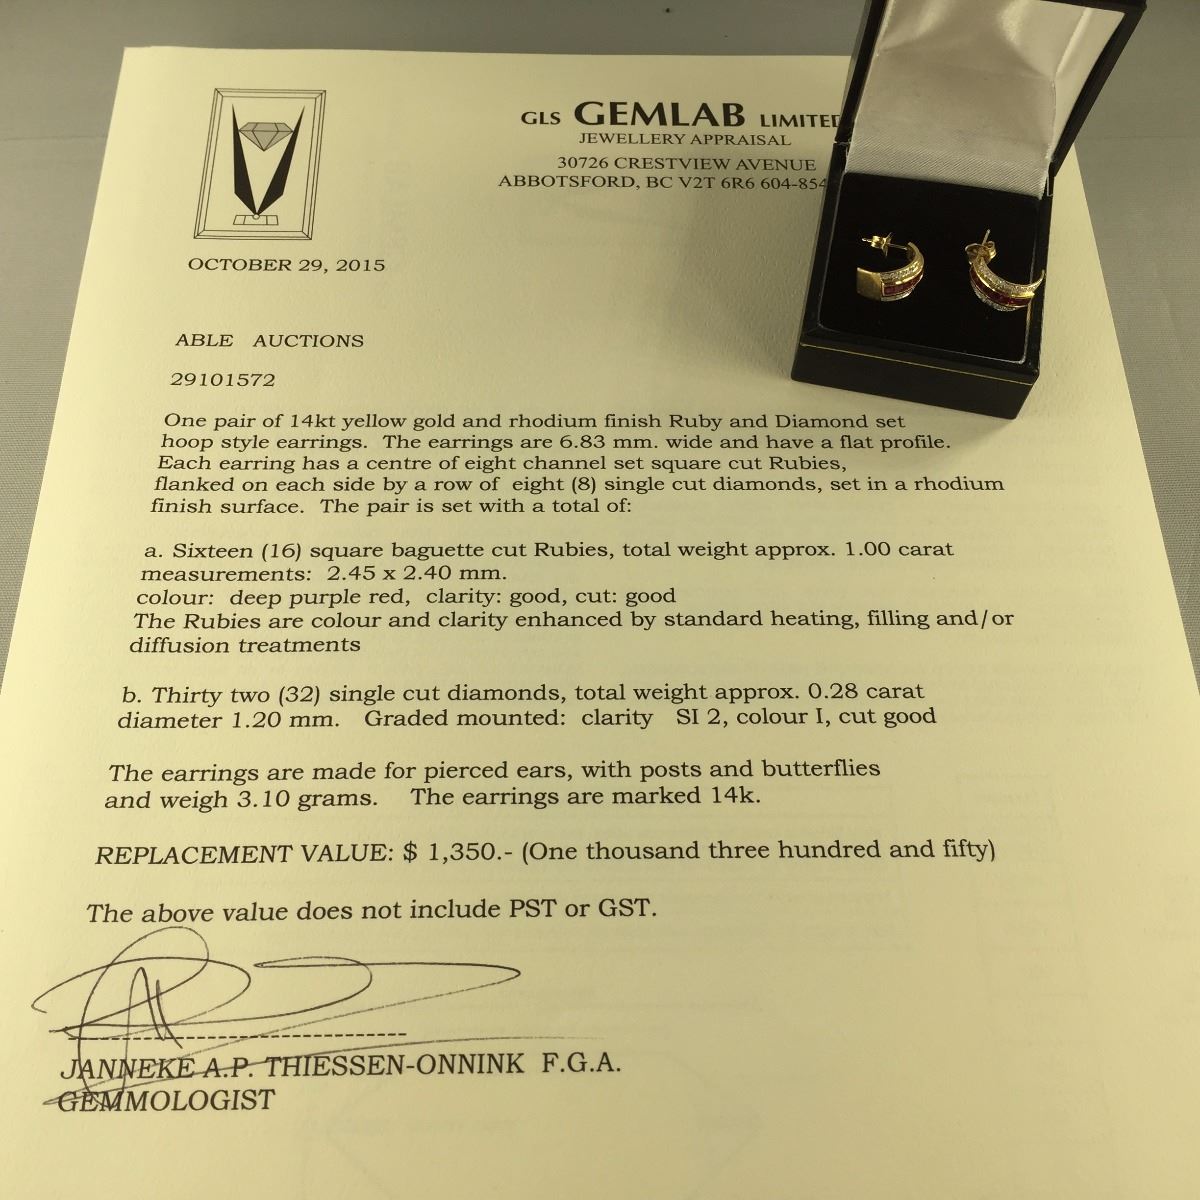 GLS GEMLAB LIMITED
JEWELLERY APPRAISAL
30726 CRESTVIEW AVENUE
ABBOTSFORD, BC V2T 6R6 604-854
OCTOBER 29, 2015
ABLE AUCTIONS
29101572
One pair of 14kt yellow gold and rhodium finish Ruby and Diamond set
hoop style earrings. The earrings are 6.83 mm. wide and have a flat profile.
Each earring has a centre of eight channel set square cut Rubies,
flanked on each side by a row of eight (8) single cut diamonds, set in a rhodium
finish surface. The pair is set with a total of:
a. Sixteen (16) square baguette cut Rubies, total weight approx. 1.00 carat
measurements: 2.45 x 2.40 mm.
colour: deep purple red, clarity: good, cut: good
The Rubies are colour and clarity enhanced by standard heating, filling and/or
diffusion treatments
b. Thirty two (32) single cut diamonds, total weight approx. 0.28 carat
diameter 1.20 mm. Graded mounted: clarity SI 2, colour I, cut good
The earrings are made for pierced ears, with posts and butterflies
and weigh 3.10 grams. The earrings are marked 14k.
REPLACEMENT VALUE: $ 1,350.- (One thousand three hundred and fifty)
The above value does not include PST or GST.
JANNEKE A.P. THIESSEN-ONNINK F.G.A.
GEMMOLOGIST